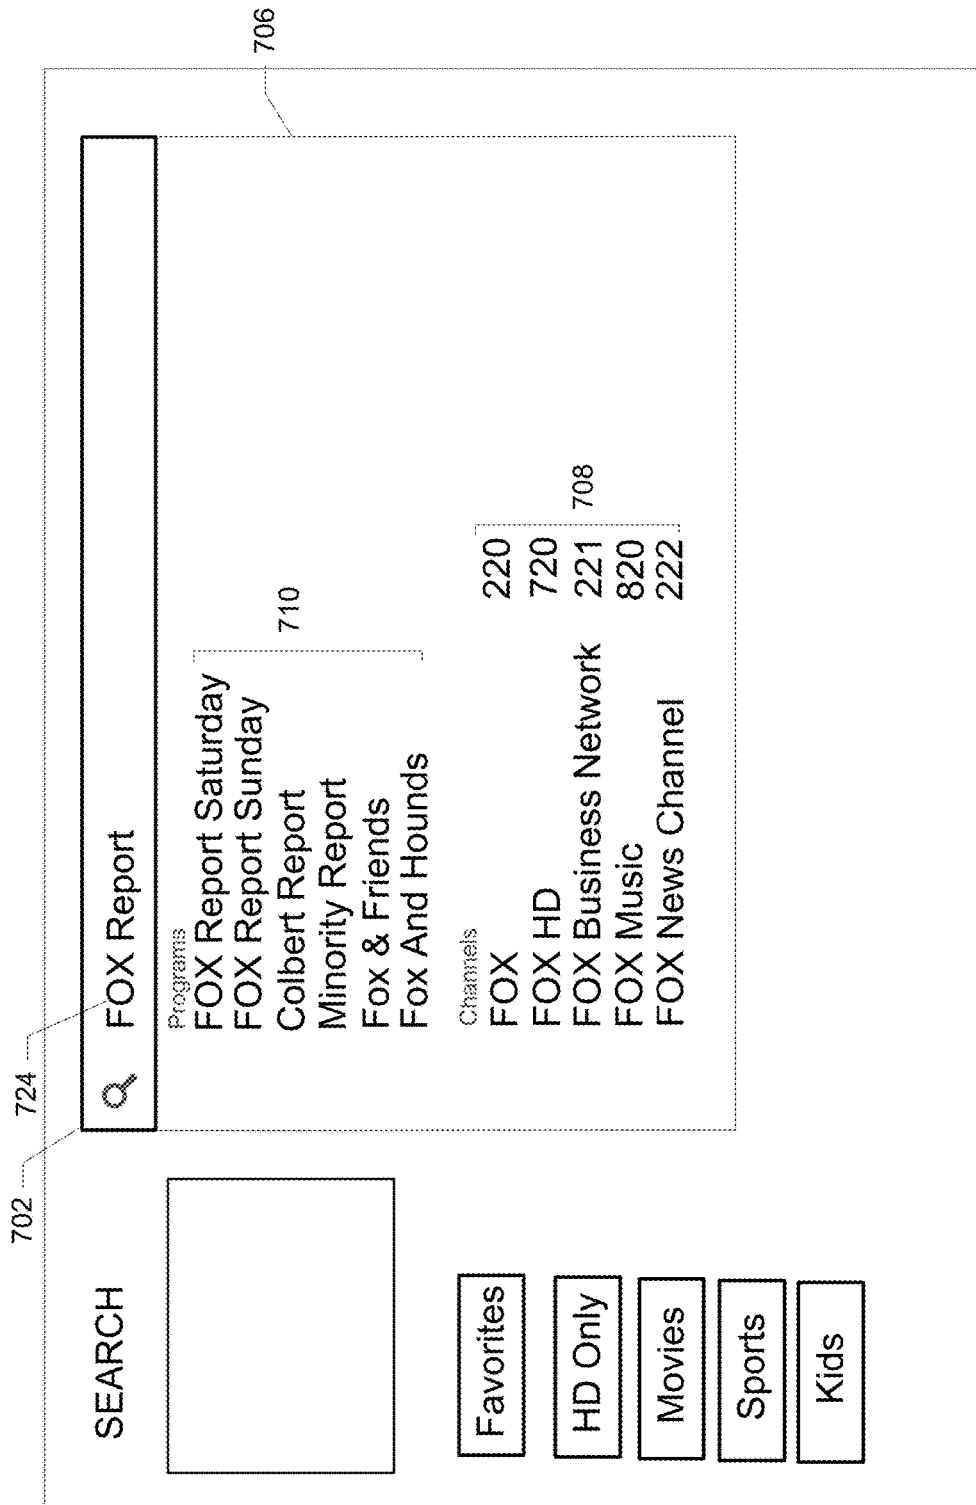 706
702
724
SEARCH
FOX Report
Programs
FOX Report Saturday
FOX Report Sunday
Colbert Report
Minority Report
Fox & Friends
Fox And Hounds
710
Channels
FOX 220
FOX HD 720
FOX Business Network 221
FOX Music 820
FOX News Channel 222
708
Favorites
HD Only
Movies
Sports
Kids